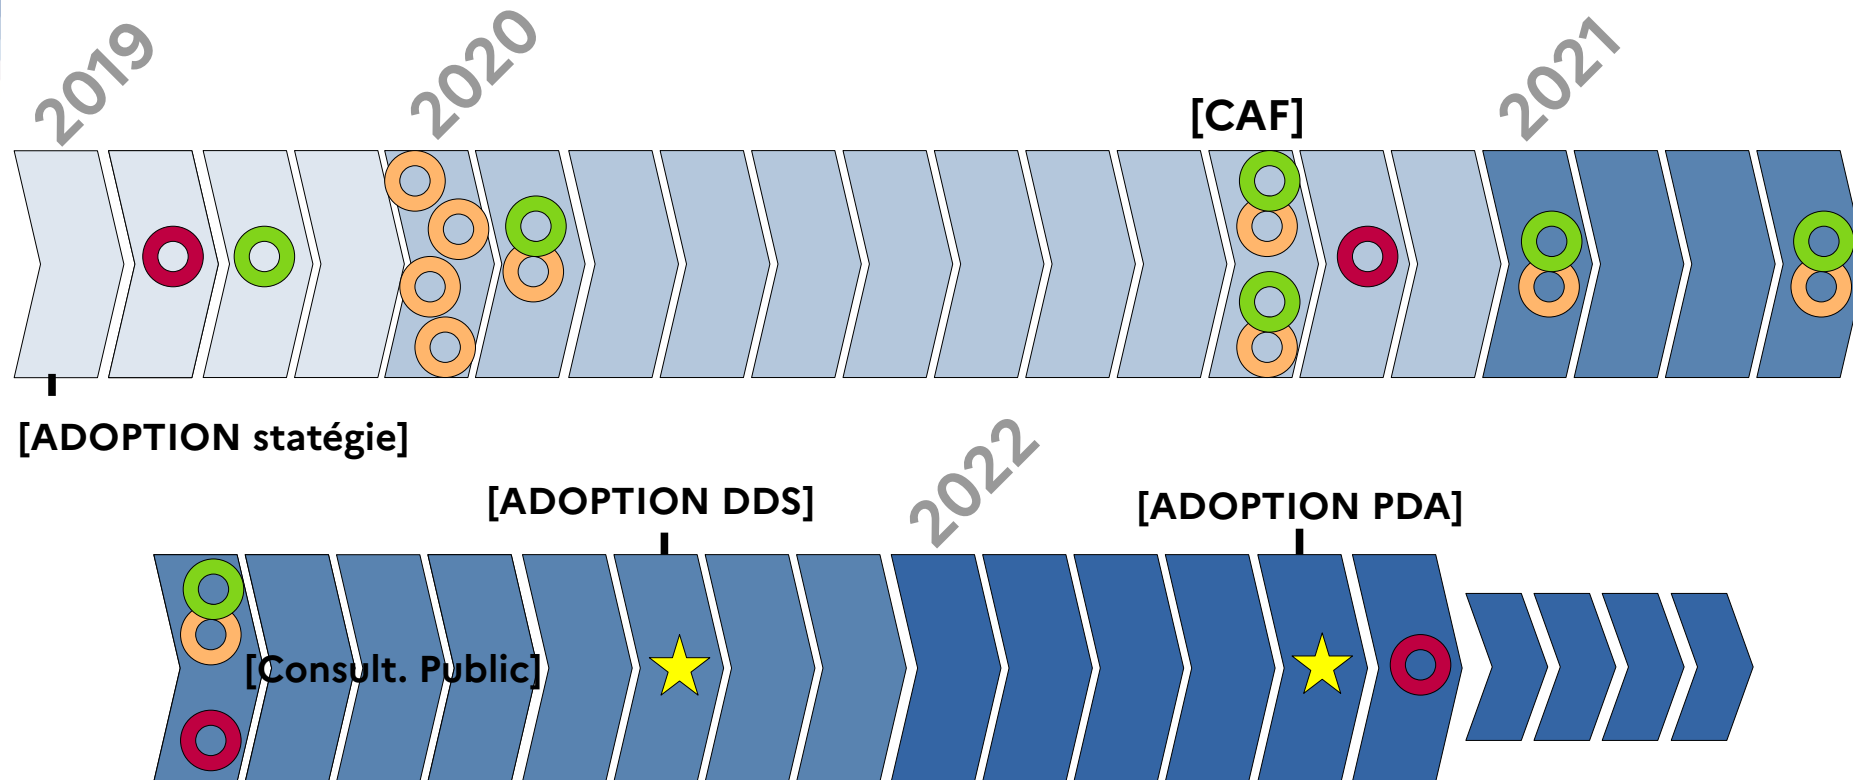 2019
2020
2021
[CAF]
[ADOPTION statégie]
2022
[ADOPTION DDS]
[ADOPTION PDA]
[Consult. Public]